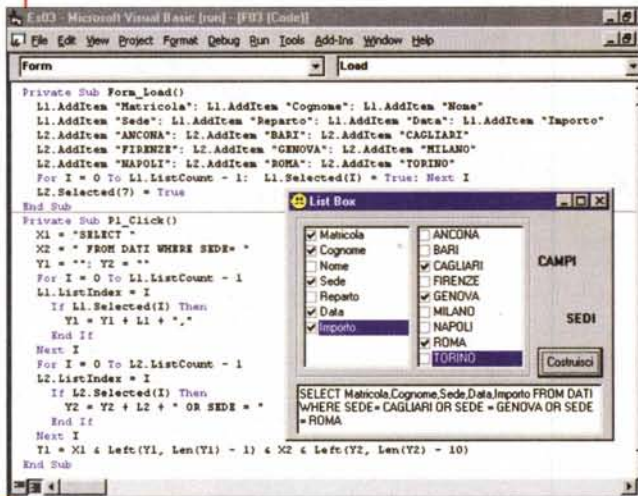 Es03 - Microsoft Visual Basic [run] - [F03 (Code)]
File Edit View Project Format Debug Run Tools Add-Ins Window Help
Form Load
Private Sub Form_Load()
L1.AddItem "Matricola": L1.AddItem "Cognome": L1.AddItem "Nome"
L1.AddItem "Sede": L1.AddItem "Reparto": L1.AddItem "Data": L1.AddItem "Importo"
L2.AddItem "ANCONA": L2.AddItem "BARI": L2.AddItem "CAGLIARI"
L2.AddItem "FIRENZE": L2.AddItem "GENOVA": L2.AddItem "MILANO"
L2.AddItem "NAPOLI": L2.AddItem "ROMA": L2.AddItem "TORINO"
For I = 0 To L1.ListCount - 1: L1.Selected(I) = True: Next I
L2.Selected(7) = True
End Sub
Private Sub P1_Click()
X1 = "SELECT "
X2 = " FROM DATI WHERE SEDE= "
Y1 = "": Y2 = ""
For I = 0 To L1.ListCount - 1
L1.ListIndex = I
If L1.Selected(I) Then
Y1 = Y1 + L1 + ","
End If
Next I
For I = 0 To L2.ListCount - 1
L2.ListIndex = I
If L2.Selected(I) Then
Y2 = Y2 + L2 + " OR SEDE = "
End If
Next I
T1 = X1 & Left(Y1, Len(Y1) - 1) & X2 & Left(Y2, Len(Y2) - 10)
End Sub
List Box
Matricola
Cognome
Nome
Sede
Reparto
Data
Importo
ANCONA
BARI
CAGLIARI
FIRENZE
GENOVA
MILANO
NAPOLI
ROMA
TORINO
CAMPI
SEDI
Costruisci
SELECT Matricola,Cognome,Sede,Data,Importo FROM DATI
WHERE SEDE= CAGLIARI OR SEDE = GENOVA OR SEDE
= ROMA